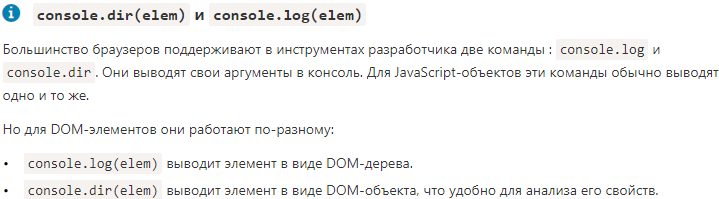 console.dir(elem) и console.log(elem)
Большинство браузеров поддерживают в инструментах разработчика две команды : console.log и
console.dir. Они выводят свои аргументы в консоль. Для JavaScript-объектов эти команды обычно выводят
одно и то же.
Но для DOM-элементов они работают по-разному:
• console.log(elem) выводит элемент в виде DOM-дерева.
• console.dir(elem) выводит элемент в виде DOM-объекта, что удобно для анализа его свойств.